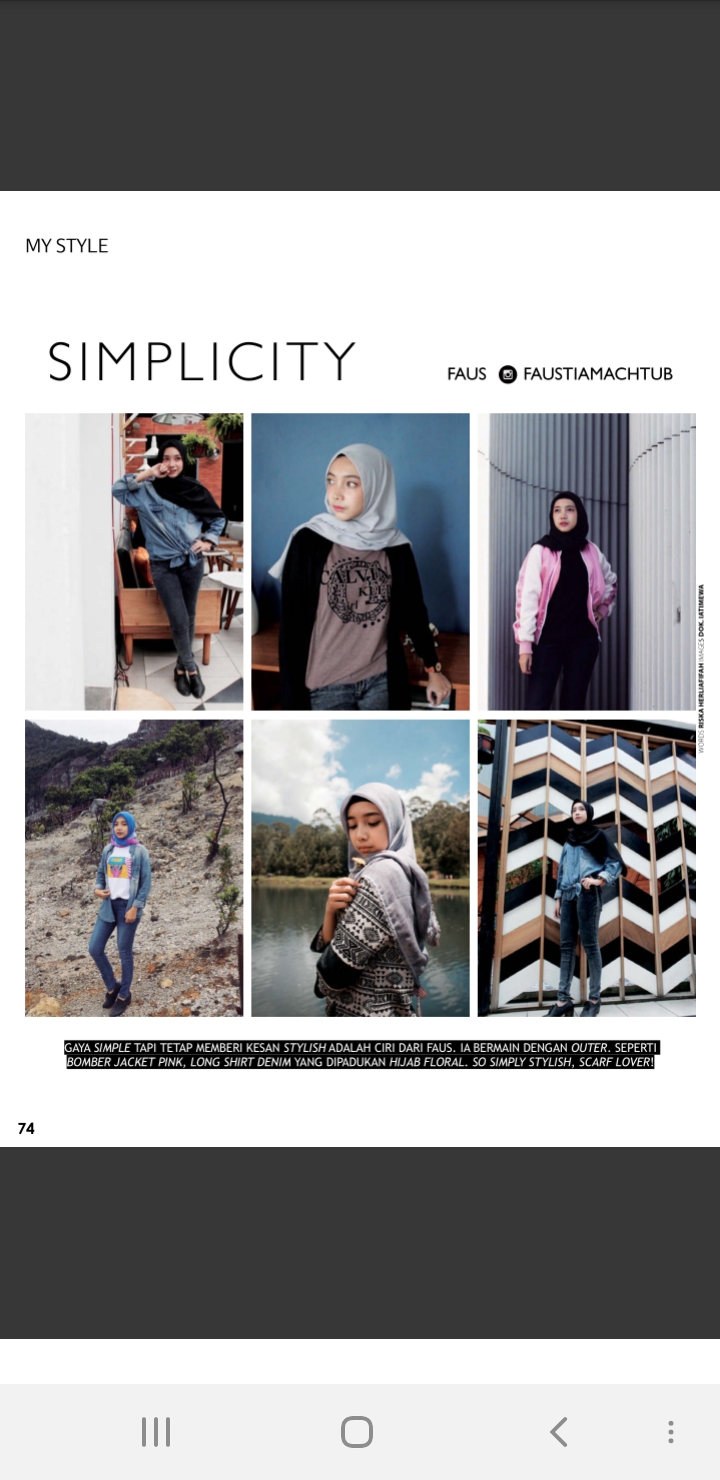 MY STYLE
SIMPLICITY
FAUS FAUSTIAMACHTUB
CALVIN
KLE
WORDS RISKA HERLIAFIFAH IMAGES DOK. IATIMEWA
GAYA SIMPLE TAPI TETAP MEMBERI KESAN STYLISH ADALAH CIRI DARI FAUS. IA BERMAIN DENGAN OUTER. SEPERTI
BOMBER JACKET PINK, LONG SHIRT DENIM YANG DIPADUKAN HIJAB FLORAL. SO SIMPLY STYLISH, SCARF LOVER!
74